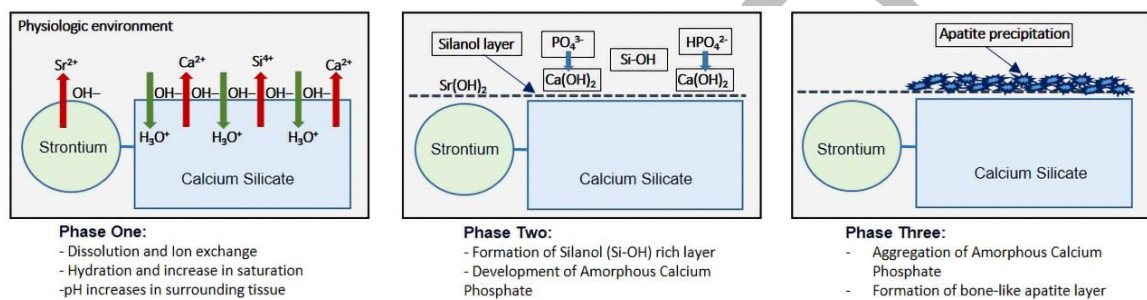 Physiologic environment
Sr²⁺
Ca²⁺
Si⁴⁺
Ca²⁺
OH–
OH–
OH–
OH–
OH–
OH–
OH–
H₃O⁺
H₃O⁺
H₃O⁺
Strontium
Calcium Silicate
Phase One:
- Dissolution and Ion exchange
- Hydration and increase in saturation
-pH increases in surrounding tissue
Silanol layer
PO₄³⁻
Si-OH
HPO₄²⁻
Sr(OH)₂
Ca(OH)₂
Ca(OH)₂
Strontium
Calcium Silicate
Phase Two:
- Formation of Silanol (Si-OH) rich layer
- Development of Amorphous Calcium
Phosphate
Apatite precipitation
Strontium
Calcium Silicate
Phase Three:
- Aggregation of Amorphous Calcium
Phosphate
- Formation of bone-like apatite layer